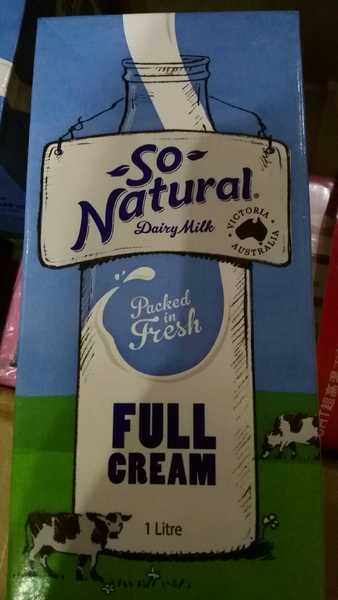 So
Natural®
Dairy Milk
VICTORIA
AUSTRALIA
Packed
in
Fresh
FULL
CREAM
1 Litre